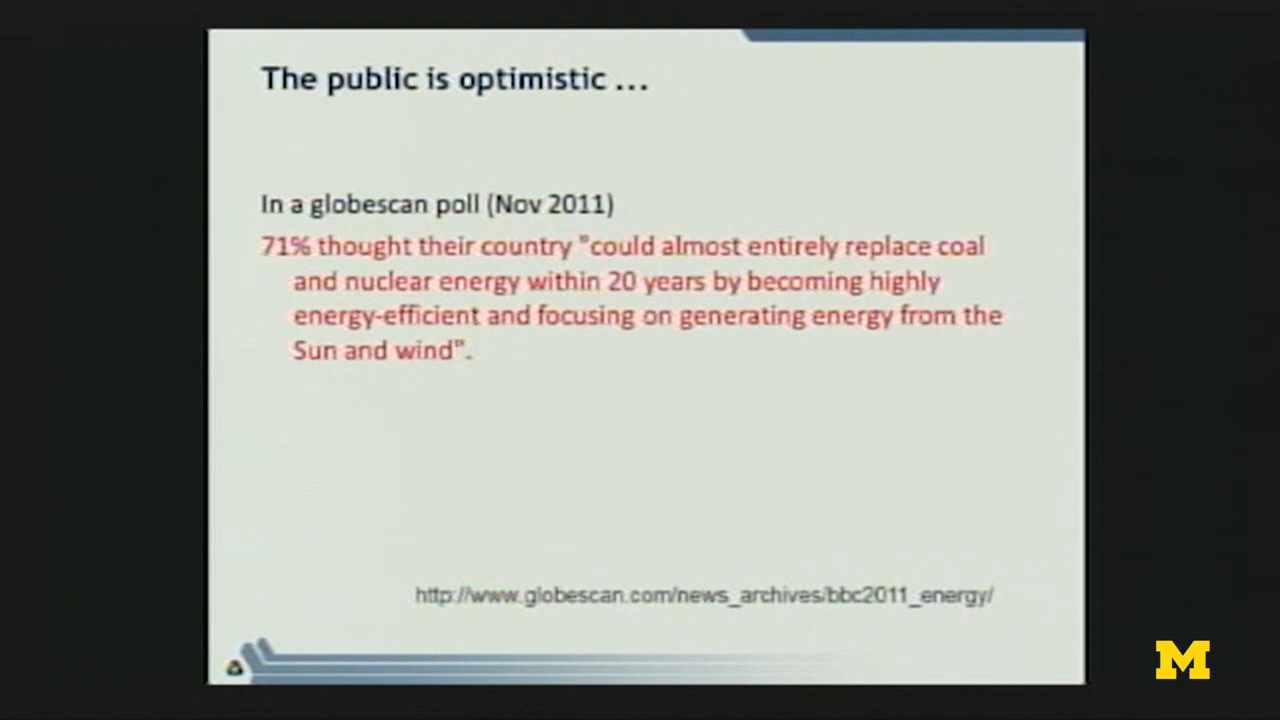 The public is optimistic ...
In a globescan poll (Nov 2011)
71% thought their country "could almost entirely replace coal
and nuclear energy within 20 years by becoming highly
energy-efficient and focusing on generating energy from the
Sun and wind".
http://www.globescan.com/news_archives/bbc2011_energy/
M